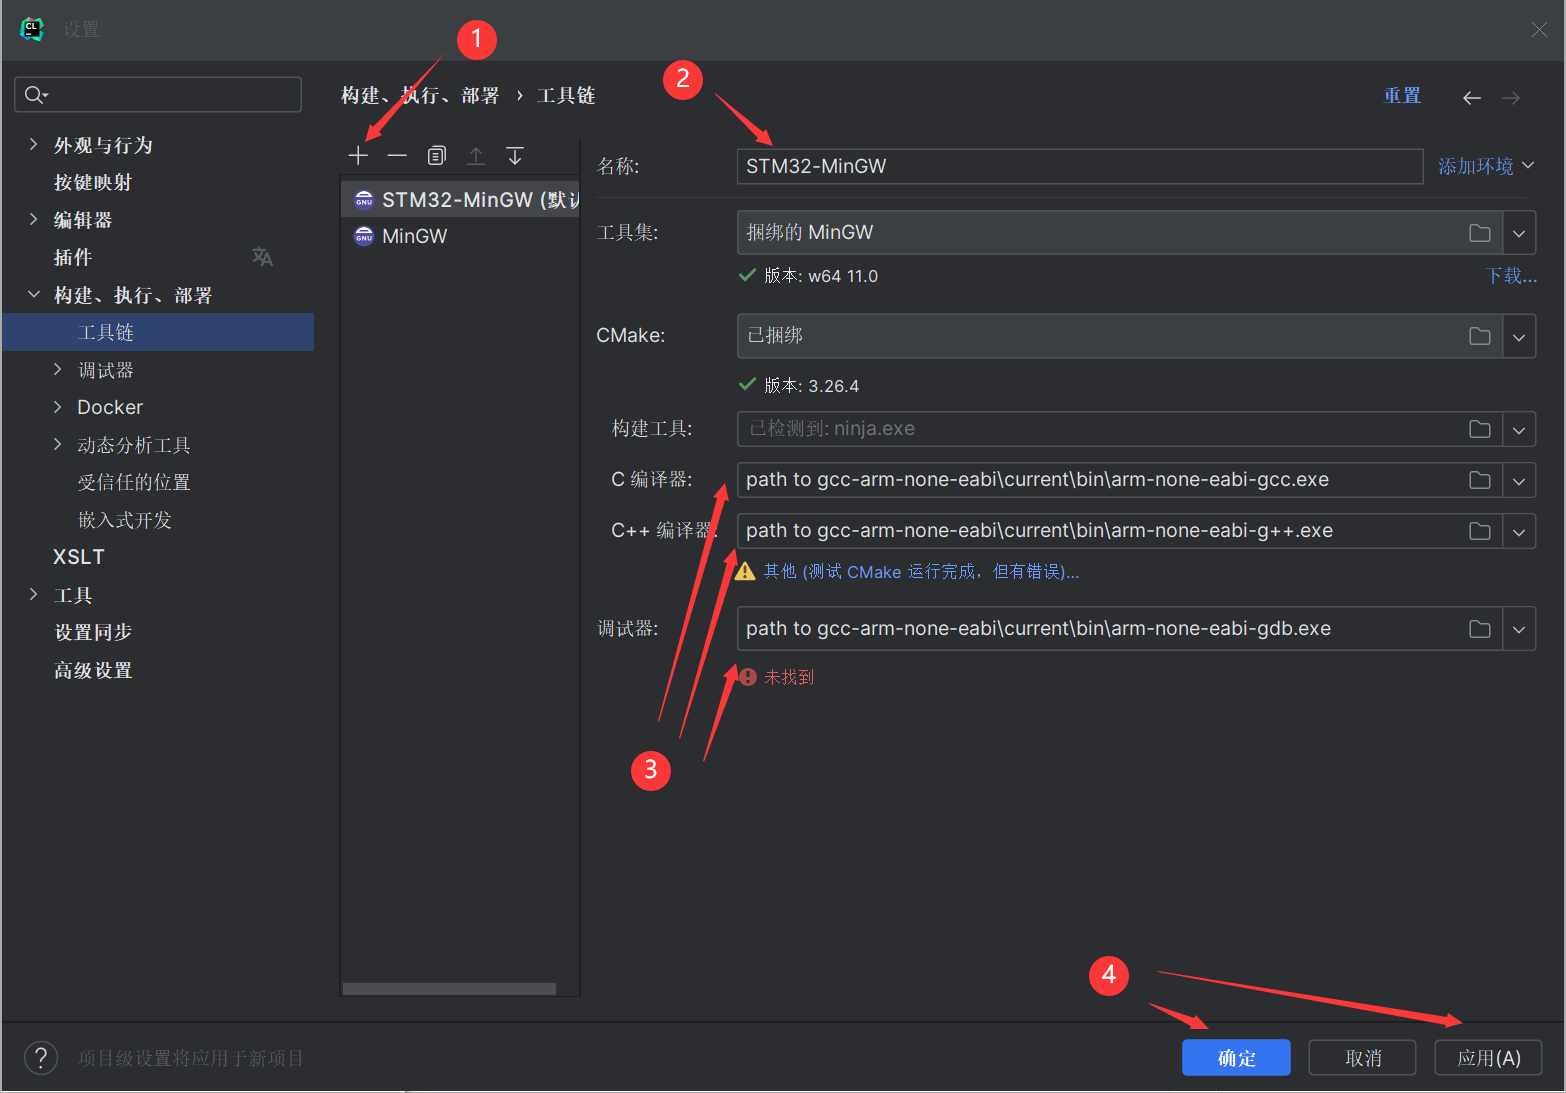 CL
设置
1
2
构建、执行、部署 › 工具链
重置
外观与行为
按键映射
编辑器
插件
构建、执行、部署
工具链
调试器
Docker
动态分析工具
受信任的位置
嵌入式开发
XSLT
工具
设置同步
高级设置
GNU STM32-MinGW (默认
GNU MinGW
名称: STM32-MinGW 添加环境
工具集: 捆绑的 MinGW
版本: w64 11.0 下载...
CMake: 已捆绑
版本: 3.26.4
构建工具: 已检测到: ninja.exe
C 编译器: path to gcc-arm-none-eabi\current\bin\arm-none-eabi-gcc.exe
C++ 编译器: path to gcc-arm-none-eabi\current\bin\arm-none-eabi-g++.exe
其他 (测试 CMake 运行完成，但有错误)...
调试器: path to gcc-arm-none-eabi\current\bin\arm-none-eabi-gdb.exe
未找到
3
4
? 项目级设置将应用于新项目
确定 取消 应用(A)